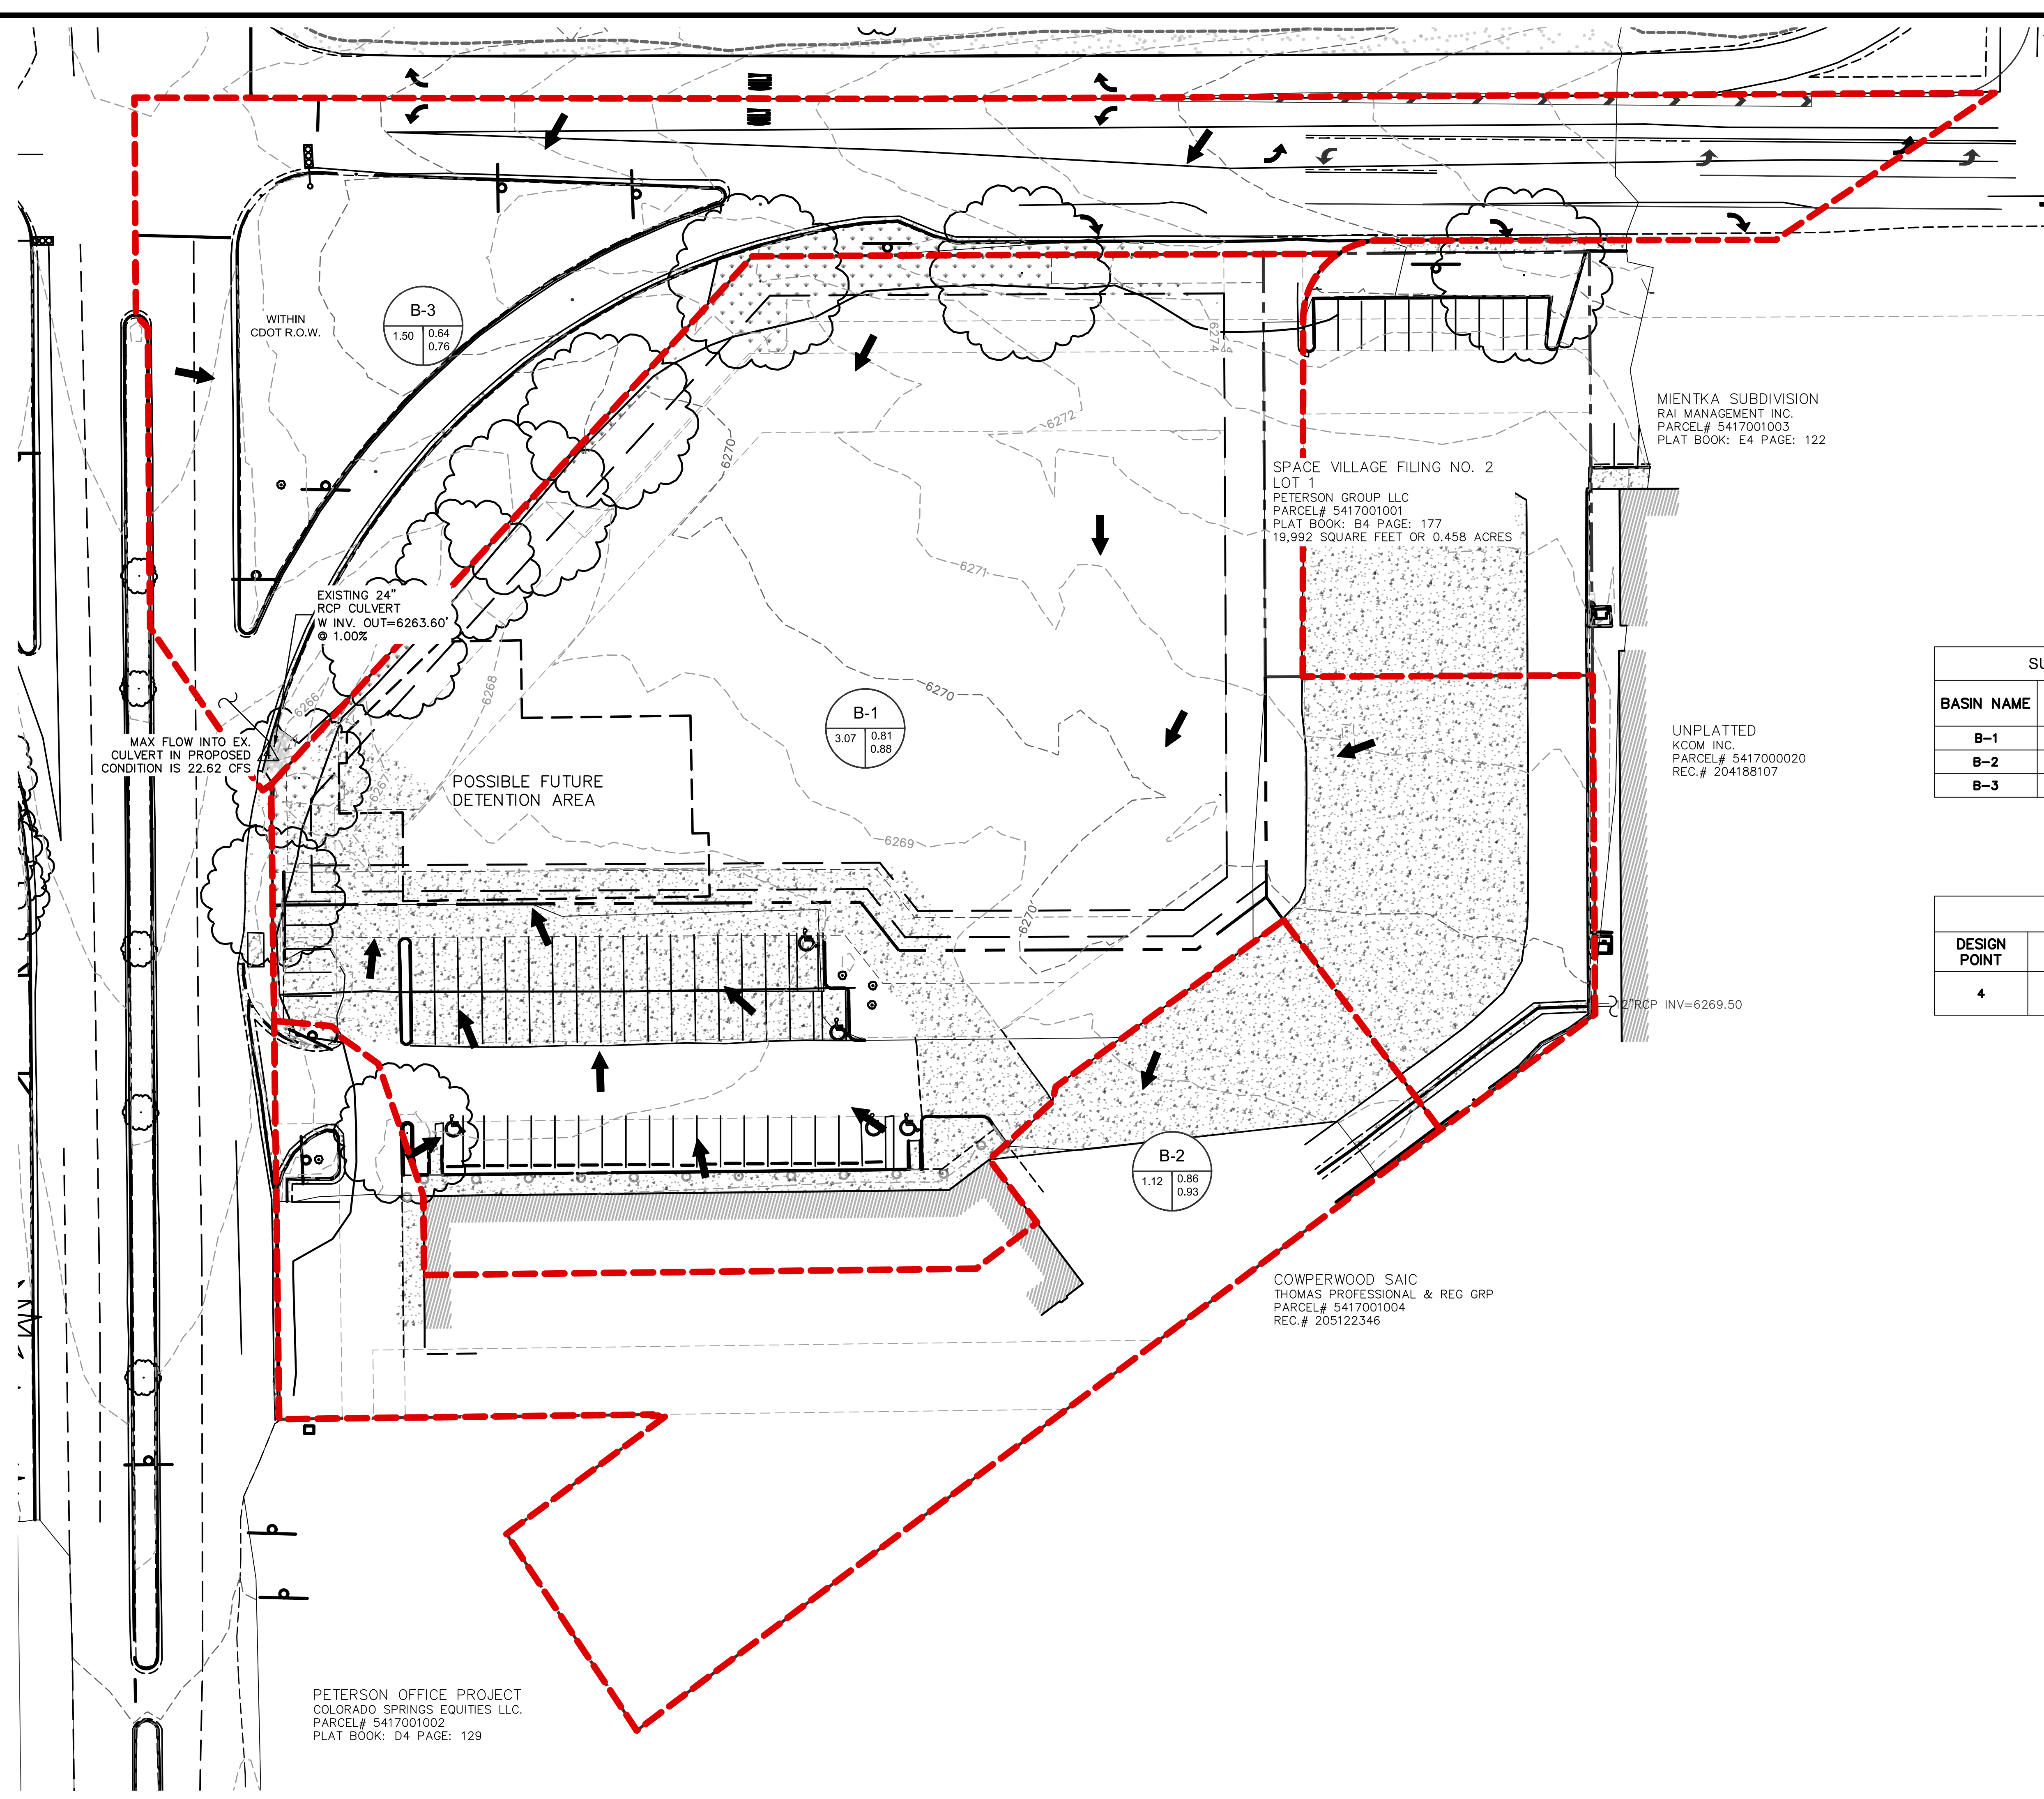 WITHIN
CDOT R.O.W.
B-3
1.50
0.64
0.76
6274
6272
6270
MIENTKA SUBDIVISION
RAI MANAGEMENT INC.
PARCEL# 5417001003
PLAT BOOK: E4 PAGE: 122
SPACE VILLAGE FILING NO. 2
LOT 1
PETERSON GROUP LLC
PARCEL# 5417001001
PLAT BOOK: B4 PAGE: 177
19,992 SQUARE FEET OR 0.458 ACRES
6271
EXISTING 24"
RCP CULVERT
W INV. OUT=6263.60'
@ 1.00%
6268
6266
6270
B-1
3.07
0.81
0.88
MAX FLOW INTO EX.
CULVERT IN PROPOSED
CONDITION IS 22.62 CFS
6267
POSSIBLE FUTURE
DETENTION AREA
UNPLATTED
KCOM INC.
PARCEL# 5417000020
REC.# 204188107
SU
BASIN NAME
B-1
B-2
B-3
6269
6270
DESIGN
POINT
4
12"RCP INV=6269.50
B-2
1.12
0.86
0.93
COWPERWOOD SAIC
THOMAS PROFESSIONAL & REG GRP
PARCEL# 5417001004
REC.# 205122346
PETERSON OFFICE PROJECT
COLORADO SPRINGS EQUITIES LLC.
PARCEL# 5417001002
PLAT BOOK: D4 PAGE: 129